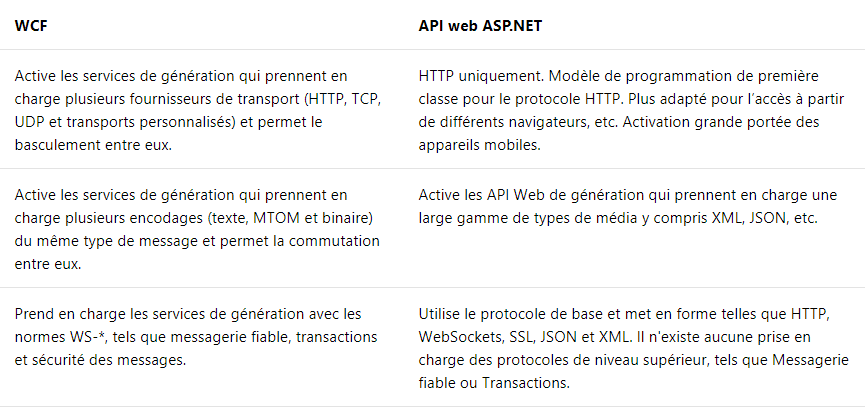 WCF
API web ASP.NET
Active les services de génération qui prennent en
charge plusieurs fournisseurs de transport (HTTP, TCP,
UDP et transports personnalisés) et permet le
basculement entre eux.
HTTP uniquement. Modèle de programmation de première
classe pour le protocole HTTP. Plus adapté pour l’accès à partir
de différents navigateurs, etc. Activation grande portée des
appareils mobiles.
Active les services de génération qui prennent en
charge plusieurs encodages (texte, MTOM et binaire)
du même type de message et permet la commutation
entre eux.
Active les API Web de génération qui prennent en charge une
large gamme de types de média y compris XML, JSON, etc.
Prend en charge les services de génération avec les
normes WS-*, tels que messagerie fiable, transactions
et sécurité des messages.
Utilise le protocole de base et met en forme telles que HTTP,
WebSockets, SSL, JSON et XML. Il n'existe aucune prise en
charge des protocoles de niveau supérieur, tels que Messagerie
fiable ou Transactions.